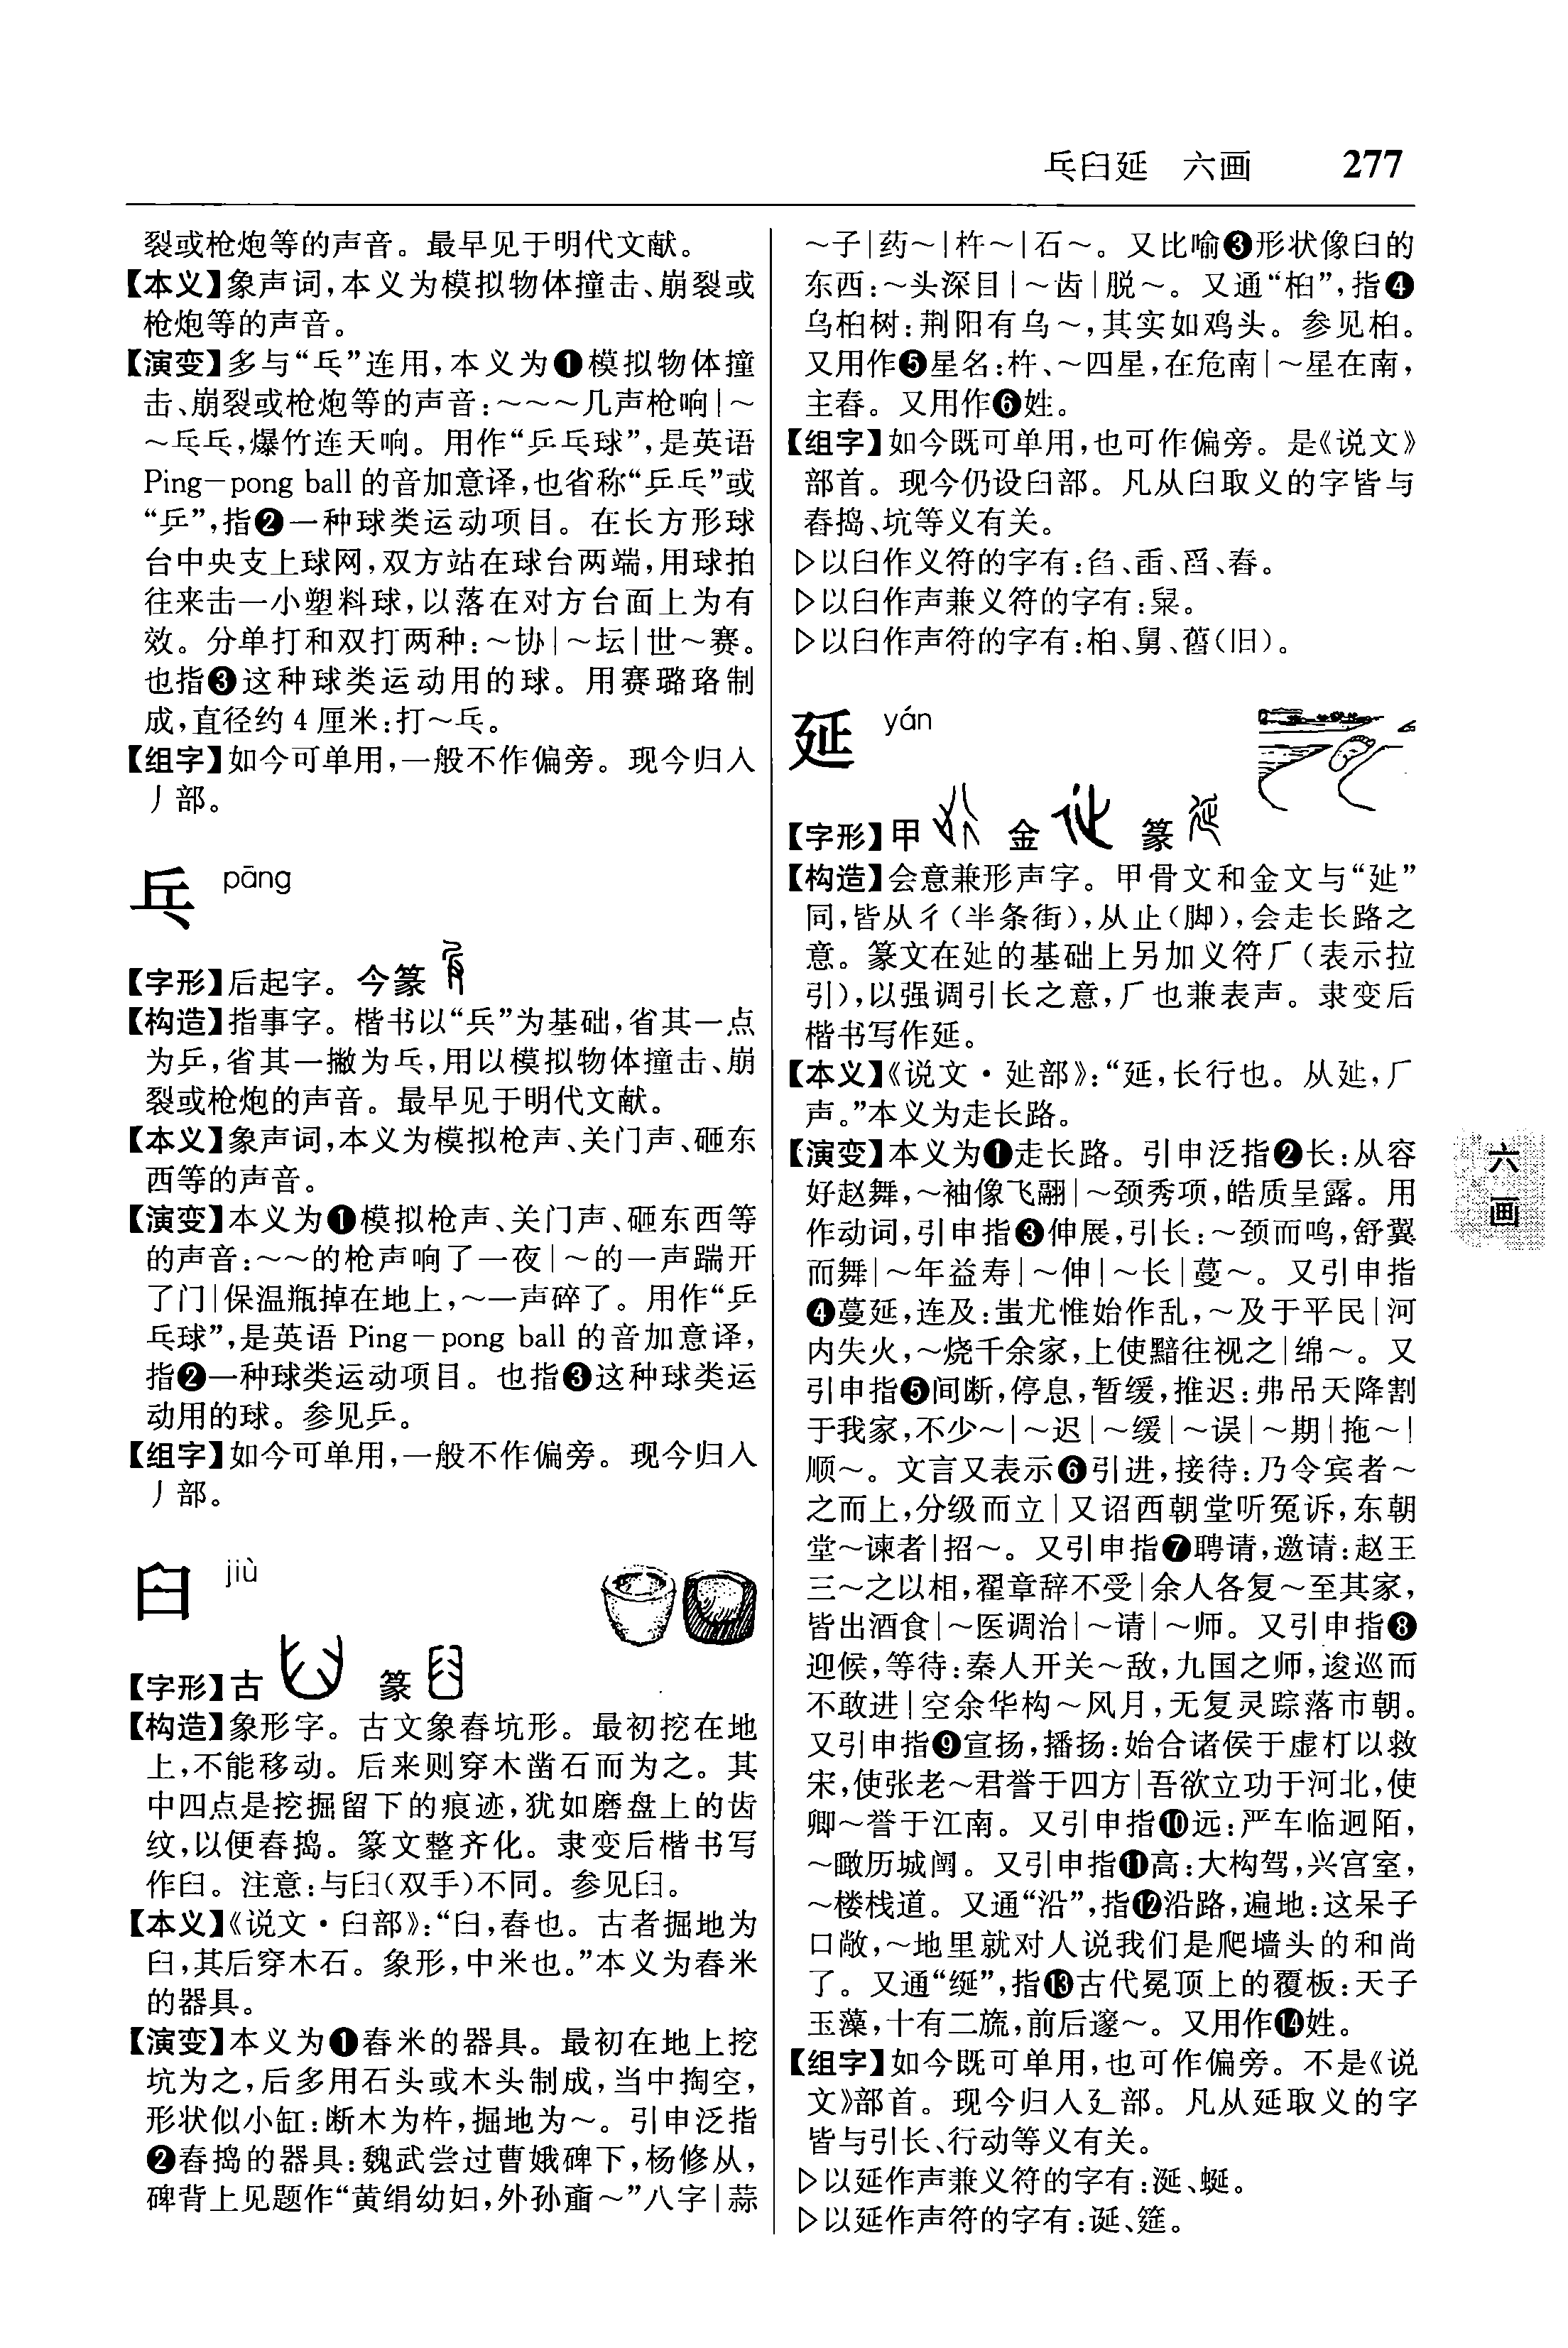 乓臼延　六画　277
裂或枪炮等的声音。最早见于明代文献。
【本义】象声词,本义为模拟物体撞击、崩裂或
枪炮等的声音。
【演变】多与“乓”连用,本义为❶模拟物体撞
击、崩裂或枪炮等的声音:～～～几声枪响|～
～乓乓,爆竹连天响。用作“乒乓球”,是英语
Ping－pong ball 的音加意译,也省称“乒乓”或
“乒”,指❷一种球类运动项目。在长方形球
台中央支上球网,双方站在球台两端,用球拍
往来击一小塑料球,以落在对方台面上为有
效。分单打和双打两种:～协|～坛|世～赛。
也指❸这种球类运动用的球。用赛璐珞制
成,直径约 4 厘米:打～乓。
【组字】如今可单用,一般不作偏旁。现今归入
丿部。
乓 pāng
【字形】后起字。今篆
【构造】指事字。楷书以“兵”为基础,省其一点
为乒,省其一撇为乓,用以模拟物体撞击、崩
裂或枪炮的声音。最早见于明代文献。
【本义】象声词,本义为模拟枪声、关门声、砸东
西等的声音。
【演变】本义为❶模拟枪声、关门声、砸东西等
的声音:～～的枪声响了一夜|～的一声踹开
了门|保温瓶掉在地上,～一声碎了。用作“乒
乓球”,是英语 Ping－pong ball 的音加意译,
指❷一种球类运动项目。也指❸这种球类运
动用的球。参见乒。
【组字】如今可单用,一般不作偏旁。现今归入
丿部。
臼 jiù
【字形】古 篆
【构造】象形字。古文象舂坑形。最初挖在地
上,不能移动。后来则穿木凿石而为之。其
中四点是挖掘留下的痕迹,犹如磨盘上的齿
纹,以便舂捣。篆文整齐化。隶变后楷书写
作臼。注意:与𦥑(双手)不同。参见𦥑。
【本义】《说文·臼部》:“臼,舂也。古者掘地为
臼,其后穿木石。象形,中米也。”本义为舂米
的器具。
【演变】本义为❶舂米的器具。最初在地上挖
坑为之,后多用石头或木头制成,当中掏空,
形状似小缸:断木为杵,掘地为～。引申泛指
❷舂捣的器具:魏武尝过曹娥碑下,杨修从,
碑背上见题作“黄绢幼妇,外孙齑～”八字|蒜
～子|药～|杵～|石～。又比喻❸形状像臼的
东西:～头深目|～齿|脱～。又通“桕”,指❹
乌桕树:荆阳有乌～,其实如鸡头。参见桕。
又用作❺星名:杵、～四星,在危南|～星在南,
主舂。又用作❻姓。
【组字】如今既可单用,也可作偏旁。是《说文》
部首。现今仍设臼部。凡从臼取义的字皆与
舂捣、坑等义有关。
▷以臼作义符的字有:臽、臿、舀、舂。
▷以臼作声兼义符的字有:臮。
▷以臼作声符的字有:桕、舅、舊(旧)。
延 yán
【字形】甲 金 篆
【构造】会意兼形声字。甲骨文和金文与“㢟”
同,皆从彳(半条街),从止(脚),会走长路之
意。篆文在㢟的基础上另加义符厂(表示拉
引),以强调引长之意,厂也兼表声。隶变后
楷书写作延。
【本义】《说文·㢟部》:“延,长行也。从㢟,厂
声。”本义为走长路。
【演变】本义为❶走长路。引申泛指❷长:从容
好赵舞,～袖像飞翮|～颈秀项,皓质呈露。用
作动词,引申指❸伸展,引长:～颈而鸣,舒翼
而舞|～年益寿|～伸|～长|蔓～。又引申指
❹蔓延,连及:蚩尤惟始作乱,～及于平民|河
内失火,～烧千余家,上使黯往视之|绵～。又
引申指❺间断,停息,暂缓,推迟:弗吊天降割
于我家,不少～|～迟|～缓|～误|～期|拖～|
顺～。文言又表示❻引进,接待:乃令宾者～
之而上,分级而立|又诏西朝堂听冤诉,东朝
堂～谏者|招～。又引申指❼聘请,邀请:赵王
三～之以相,翟章辞不受|余人各复～至其家,
皆出酒食|～医调治|～请|～师。又引申指❽
迎候,等待:秦人开关～敌,九国之师,逡巡而
不敢进|空余华构～风月,无复灵踪落市朝。
又引申指❾宣扬,播扬:始合诸侯于虚朾以救
宋,使张老～君誉于四方|吾欲立功于河北,使
卿～誉于江南。又引申指❿远:严车临迥陌,
～瞰历城闉。又引申指⓫高:大构驾,兴宫室,
～楼栈道。又通“沿”,指⓬沿路,遍地:这呆子
口敞,～地里就对人说我们是爬墙头的和尚
了。又通“綖”,指⓭古代冕顶上的覆板:天子
玉藻,十有二旒,前后邃～。又用作⓮姓。
【组字】如今既可单用,也可作偏旁。不是《说
文》部首。现今归入廴部。凡从延取义的字
皆与引长、行动等义有关。
▷以延作声兼义符的字有:涎、蜒。
▷以延作声符的字有:诞、筵。
六
画